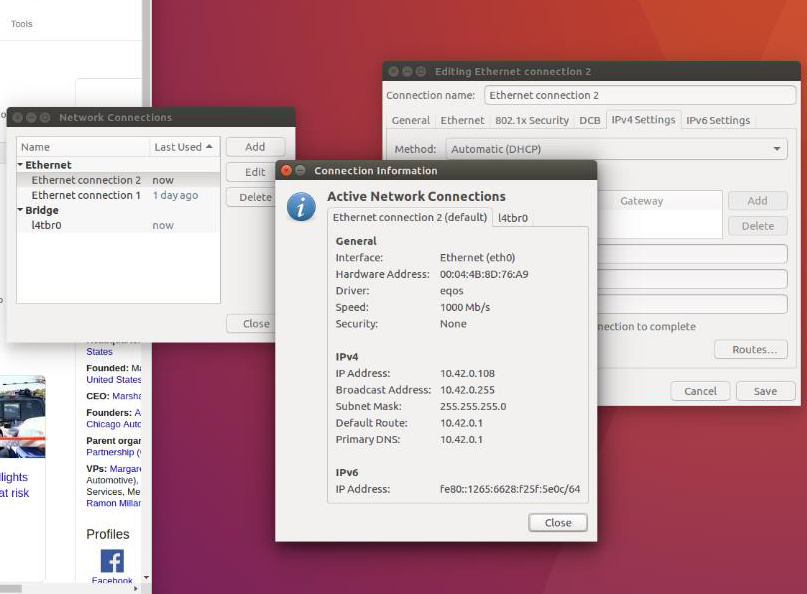 Tools
Network Connections
Name Last Used
Ethernet
Ethernet connection 2 now
Ethernet connection 1 1 day ago
Bridge
l4tbr0 now
Add
Edit
Delete
Close
Editing Ethernet connection 2
Connection name: Ethernet connection 2
General Ethernet 802.1x Security DCB IPv4 Settings IPv6 Settings
Method: Automatic (DHCP)
Gateway
Add
Delete
to complete
Routes...
Cancel Save
Connection Information
Active Network Connections
Ethernet connection 2 (default) l4tbr0
General
Interface: Ethernet (eth0)
Hardware Address: 00:04:4B:8D:76:A9
Driver: eqos
Speed: 1000 Mb/s
Security: None
IPv4
IP Address: 10.42.0.108
Broadcast Address: 10.42.0.255
Subnet Mask: 255.255.255.0
Default Route: 10.42.0.1
Primary DNS: 10.42.0.1
IPv6
IP Address: fe80::1265:6628:f25f:5e0c/64
Close
States
Founded: Ma
United States
CEO: Marsha
Founders: A
Chicago Auto
Parent organ
Partnership (
VPs: Margare
Automotive),
Services, Me
Ramon Millar
llights
at risk
Profiles
Facebook